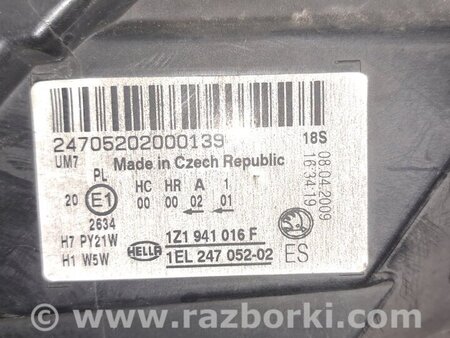 24705202000139 18S
UM7 Made in Czech Republic
08.04.2009
16:34:19
PL HC HR A 1
20 E1 00 00 02 01
2634
H7 PY21W
H1 W5W
HELLA
1Z1 941 016 F
1EL 247 052-02
ES
© www.razborki.com